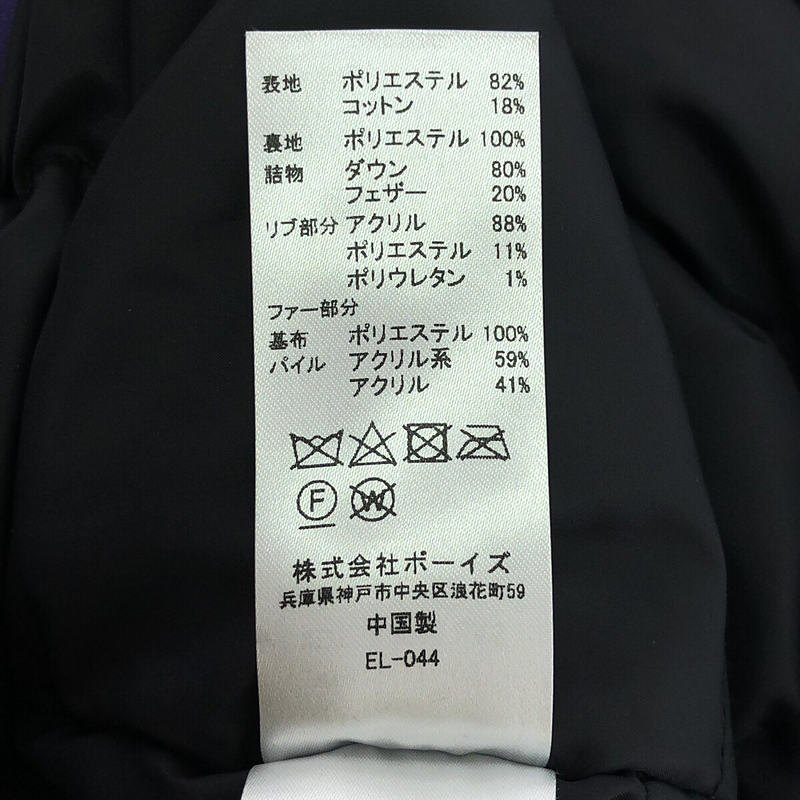 表地 ポリエステル 82%
コットン 18%
裏地 ポリエステル 100%
詰物 ダウン 80%
フェザー 20%
リブ部分 アクリル 88%
ポリエステル 11%
ポリウレタン 1%
ファー部分
基布 ポリエステル 100%
パイル アクリル系 59%
アクリル 41%
F W
株式会社ボーイズ
兵庫県神戸市中央区浪花町59
中国製
EL-044